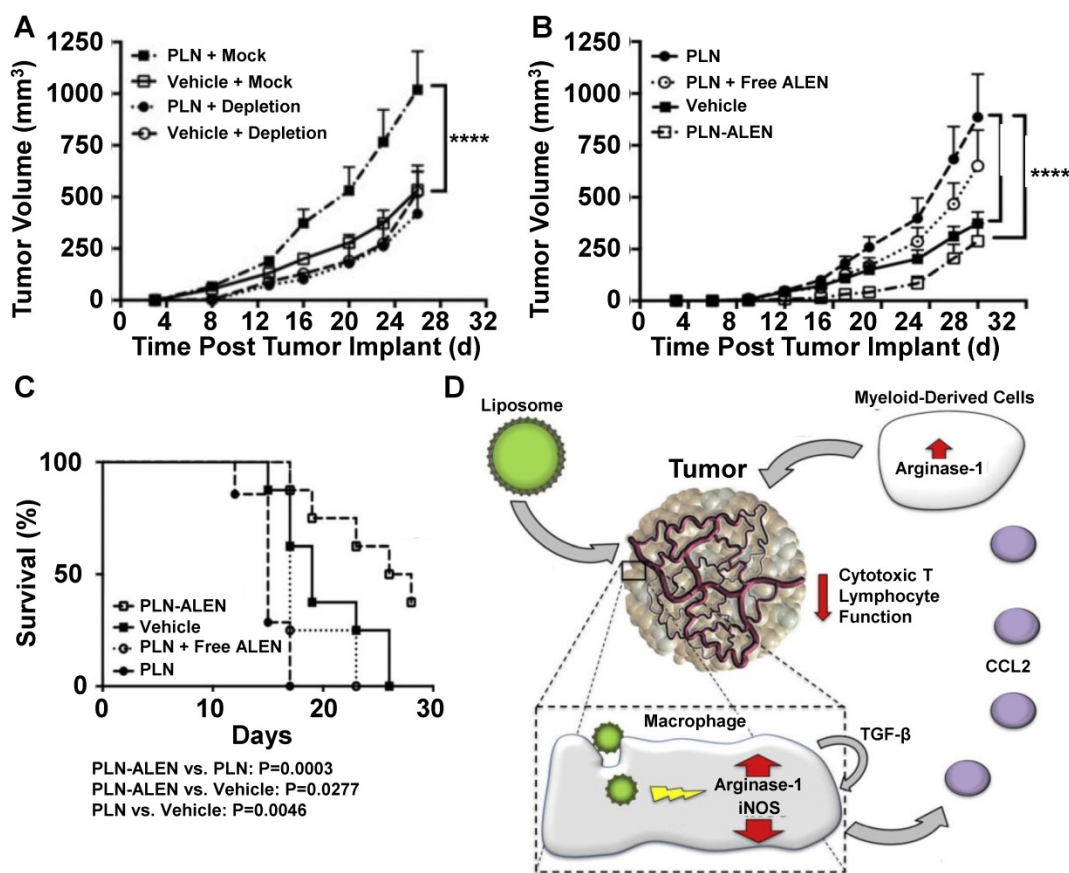 A
1250
1000
750
500
250
0
Tumor Volume (mm³)
PLN + Mock
Vehicle + Mock
PLN + Depletion
Vehicle + Depletion
****
0 4 8 12 16 20 24 28 32
Time Post Tumor Implant (d)
B
1250
1000
750
500
250
0
Tumor Volume (mm³)
PLN
PLN + Free ALEN
Vehicle
PLN-ALEN
****
0 4 8 12 16 20 24 28 32
Time Post Tumor Implant (d)
C
100
50
0
Survival (%)
PLN-ALEN
Vehicle
PLN + Free ALEN
PLN
0 10 20 30
Days
PLN-ALEN vs. PLN: P=0.0003
PLN-ALEN vs. Vehicle: P=0.0277
PLN vs. Vehicle: P=0.0046
D
Liposome
Myeloid-Derived Cells
Arginase-1
Tumor
Cytotoxic T
Lymphocyte
Function
CCL2
Macrophage
TGF-β
Arginase-1
iNOS